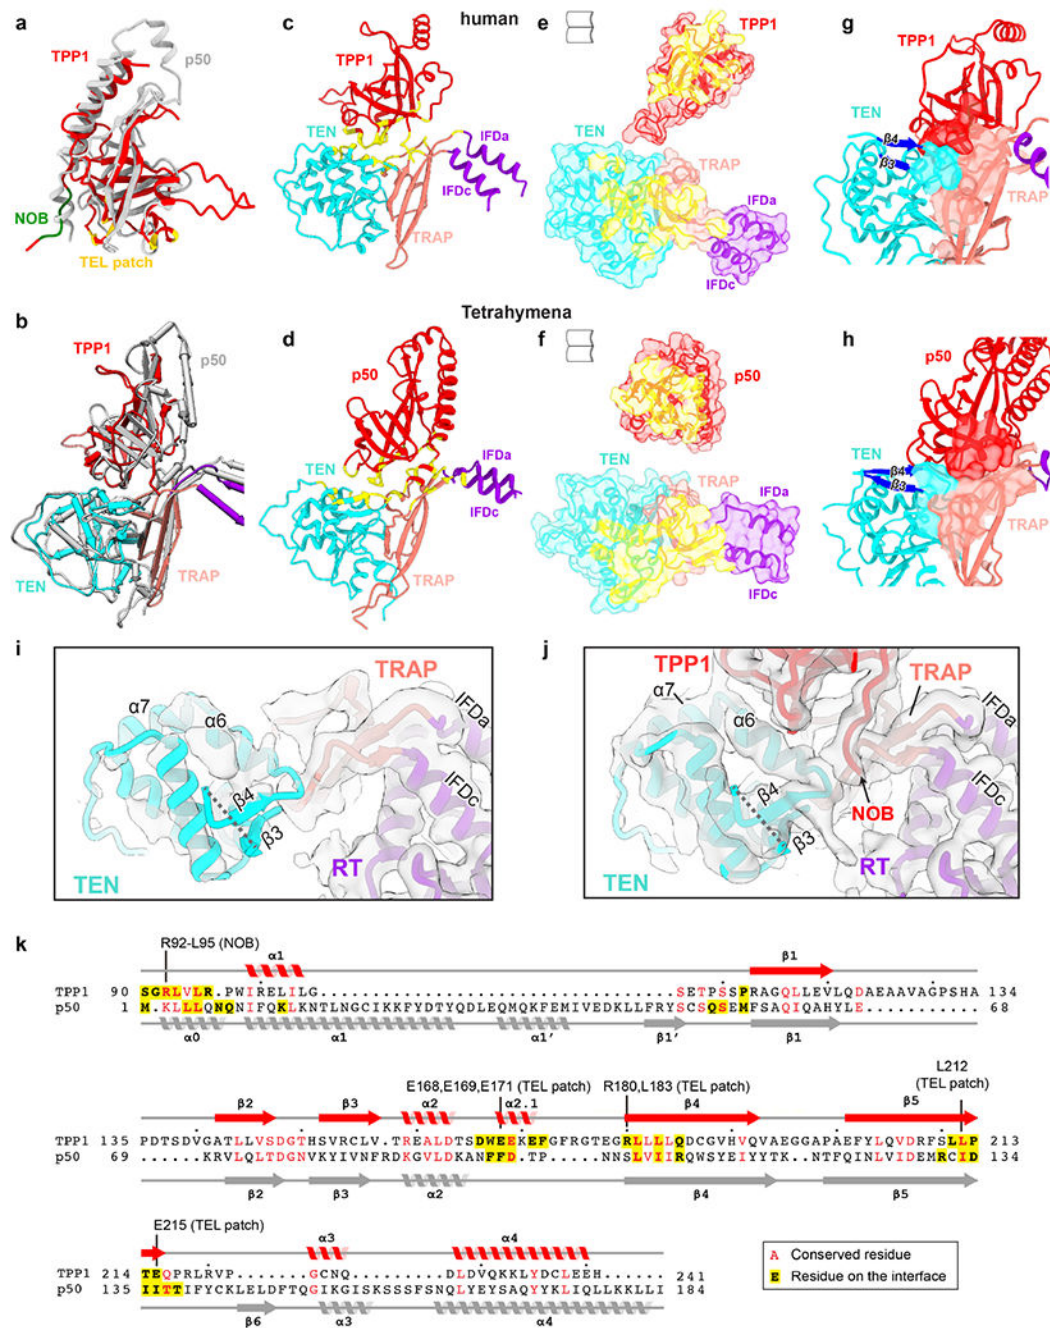 human
a
TPP1
p50
NOB
TEL patch
c
TPP1
TEN
IFDa
IFDc
TRAP
e
TPP1
TEN
TRAP
IFDa
IFDc
g
TPP1
TEN
β4
β3
TRAP
Tetrahymena
b
TPP1
p50
TEN
TRAP
d
p50
TEN
IFDa
IFDc
TRAP
f
p50
TEN
TRAP
IFDa
IFDc
h
p50
TEN
β4
β3
TRAP
i
TRAP
α7
α6
IFDa
β4
IFDc
β3
RT
TEN
j
TPP1
TRAP
α7
α6
IFDa
β4
IFDc
NOB
β3
RT
TEN
k
R92-L95 (NOB)
α1
β1
TPP1 90 SGRLVLR.PWIRELILG...................................SETPSSPRAGQLLEVLQDAEAAVAGPSHA 134
p50 1 M.KLLLQNQNIFQKLKNTLNGCIKKFYDTYQDLEQMQKFEMIVEDKLLFRYSCSQSEMFSAQIQAHYLE........... 68
α0 α1 α1' β1' β1
E168,E169,E171 (TEL patch)
R180,L183 (TEL patch)
L212
(TEL patch)
β2 β3 α2 α2.1 β4 β5
TPP1 135 PDTSDVGATLLVSDGTHSVRCLVT.REALDTSDWEEKEFGFRGTEGRLLLLQDCGVHVQVAEGGAPAEFYLQVDRFSLLP 213
p50 69 ......KRVLQLTDGNVKYIVNFRDKGVLDKANFFD.TP....NNSLVIIRQWSYEIYYTK..NTFQINLVIDEMRCID 134
β2 β3 α2 β4 β5
E215 (TEL patch)
α3 α4
TPP1 214 TEQPRLRVP.......GCNQ..........DLDVQKKLYDCLEEH....... 241
p50 135 IITTIFYCKLELDFTQGIKGISKSSSFSNQLYEYSAQYYKLIQLLKKLLI 184
β6 α3 α4
A Conserved residue
E Residue on the interface